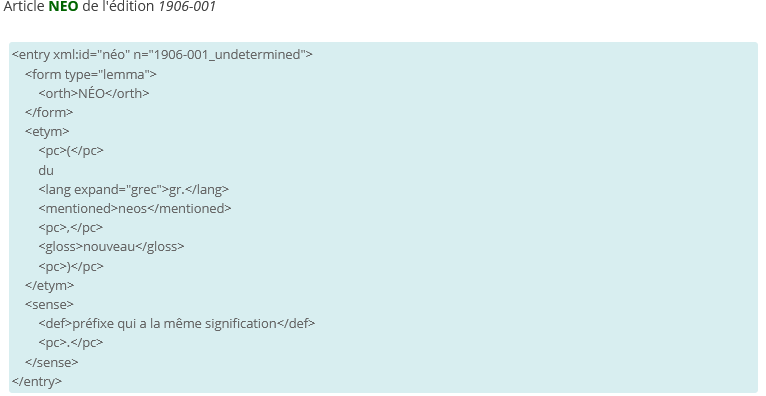 Article NÉO de l'édition 1906-001
<entry xml:id="néo" n="1906-001_undetermined">
<form type="lemma">
<orth>NÉO</orth>
</form>
<etym>
<pc>(</pc>
du
<lang expand="grec">gr.</lang>
<mentioned>neos</mentioned>
<pc>,</pc>
<gloss>nouveau</gloss>
<pc>)</pc>
</etym>
<sense>
<def>préfixe qui a la même signification</def>
<pc>.</pc>
</sense>
</entry>